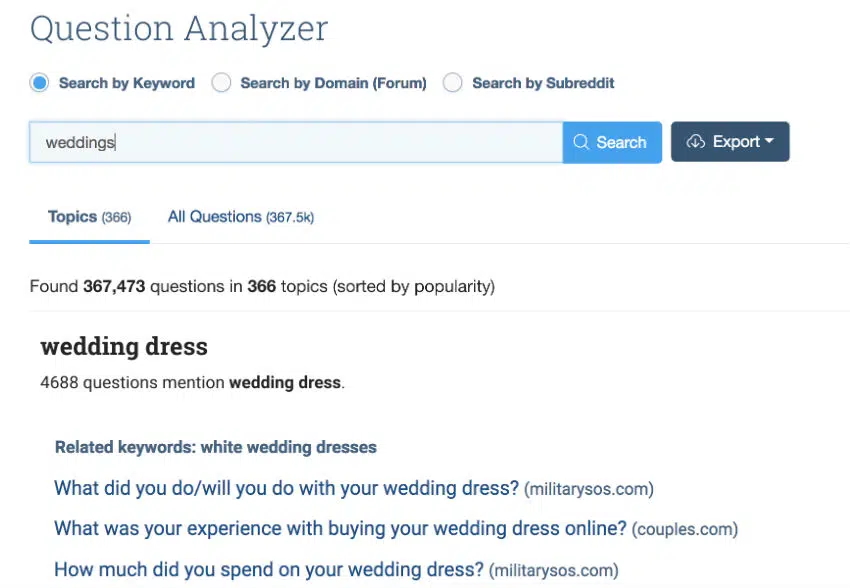 Question Analyzer
Search by Keyword Search by Domain (Forum) Search by Subreddit
weddings Search Export
Topics (366) All Questions (367.5k)
Found 367,473 questions in 366 topics (sorted by popularity)
wedding dress
4688 questions mention wedding dress.
Related keywords: white wedding dresses
What did you do/will you do with your wedding dress? (militarysos.com)
What was your experience with buying your wedding dress online? (couples.com)
How much did you spend on your wedding dress? (militarysos.com)